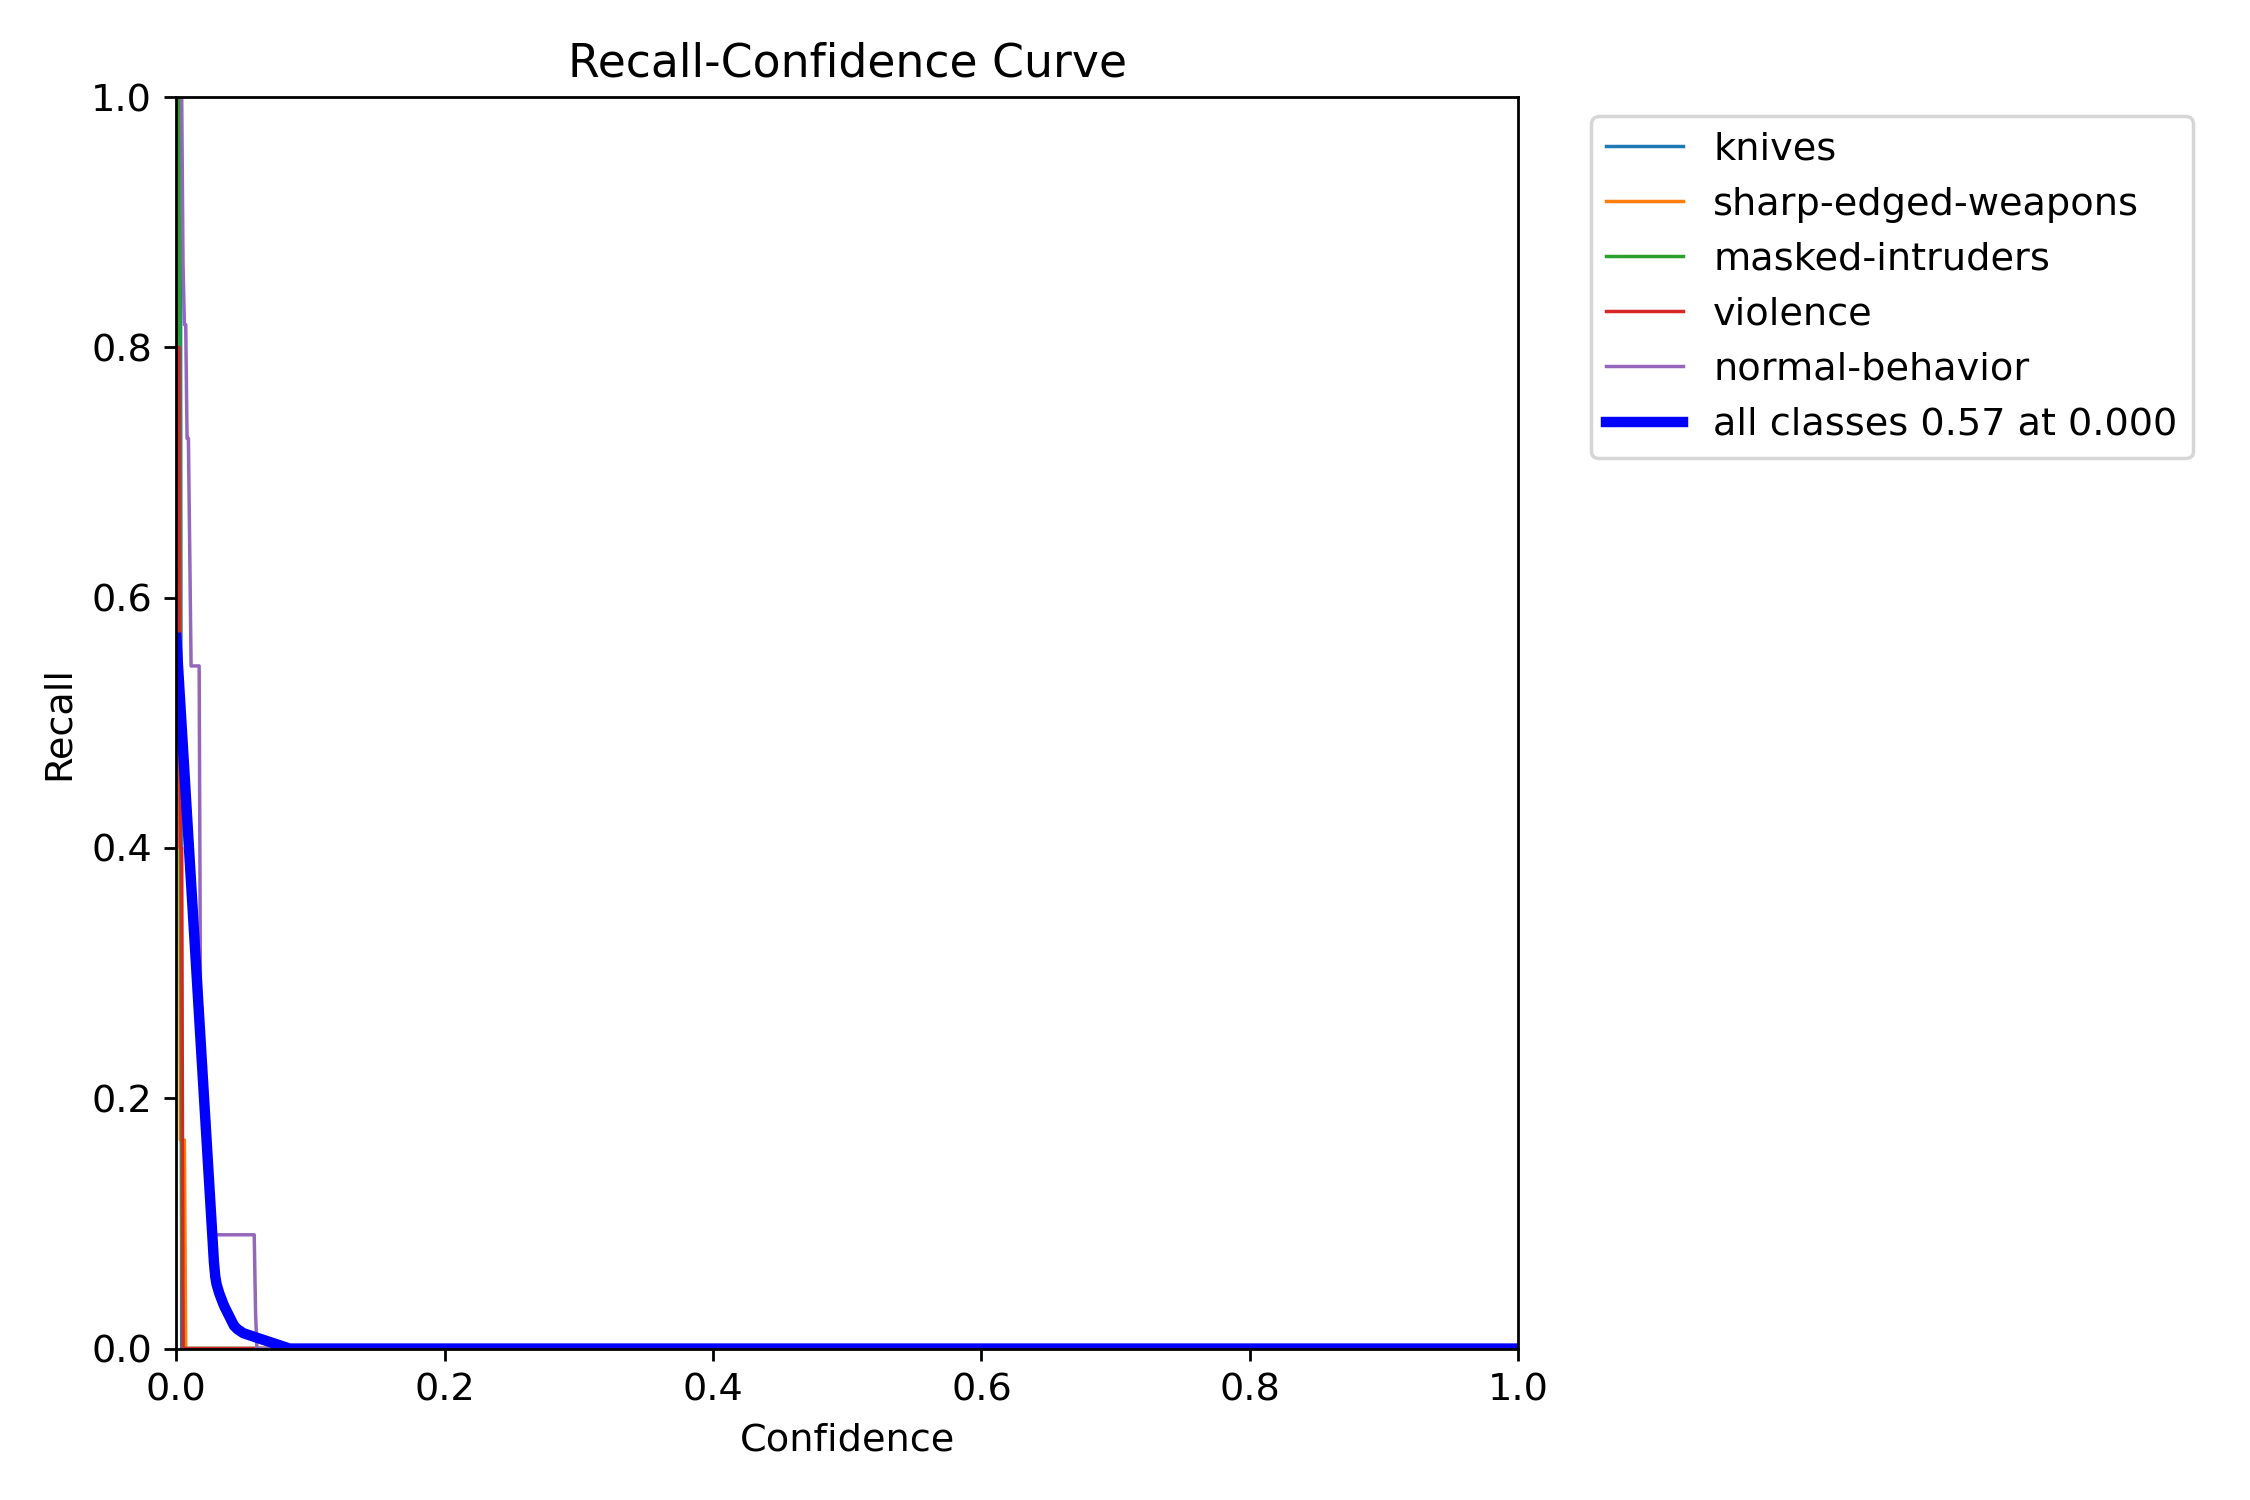 Recall-Confidence Curve
1.0
0.8
0.6
0.4
0.2
0.0
Recall
0.0 0.2 0.4 0.6 0.8 1.0
Confidence
knives
sharp-edged-weapons
masked-intruders
violence
normal-behavior
all classes 0.57 at 0.000